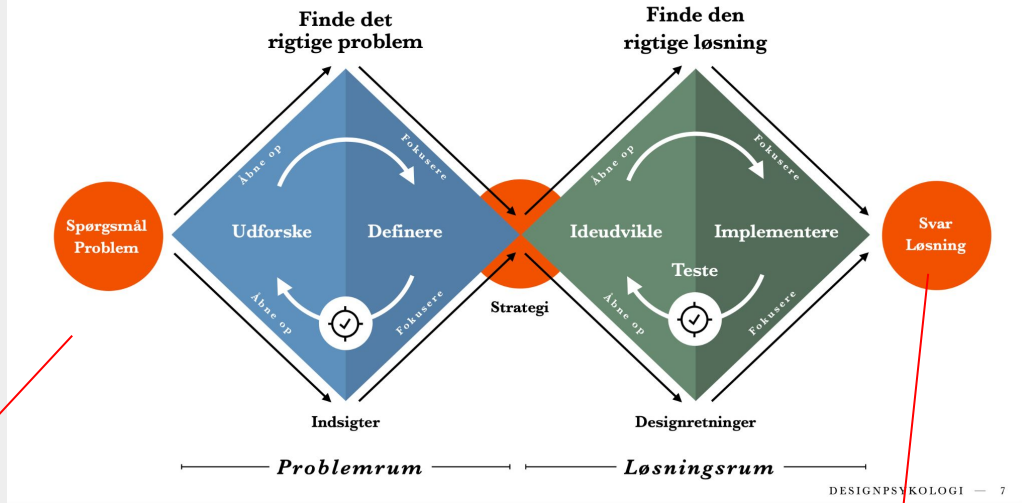 Finde det
rigtige problem
Finde den
rigtige løsning
Åbne op
Fokusere
Åbne op
Fokusere
Spørgsmål
Problem
Udforske
Definere
Ideudvikle
Implementere
Svar
Løsning
Teste
Åbne op
Fokusere
Strategi
Åbne op
Fokusere
Indsigter
Designretninger
Problemrum
Løsningsrum
DESIGNPSYKOLOGI — 7